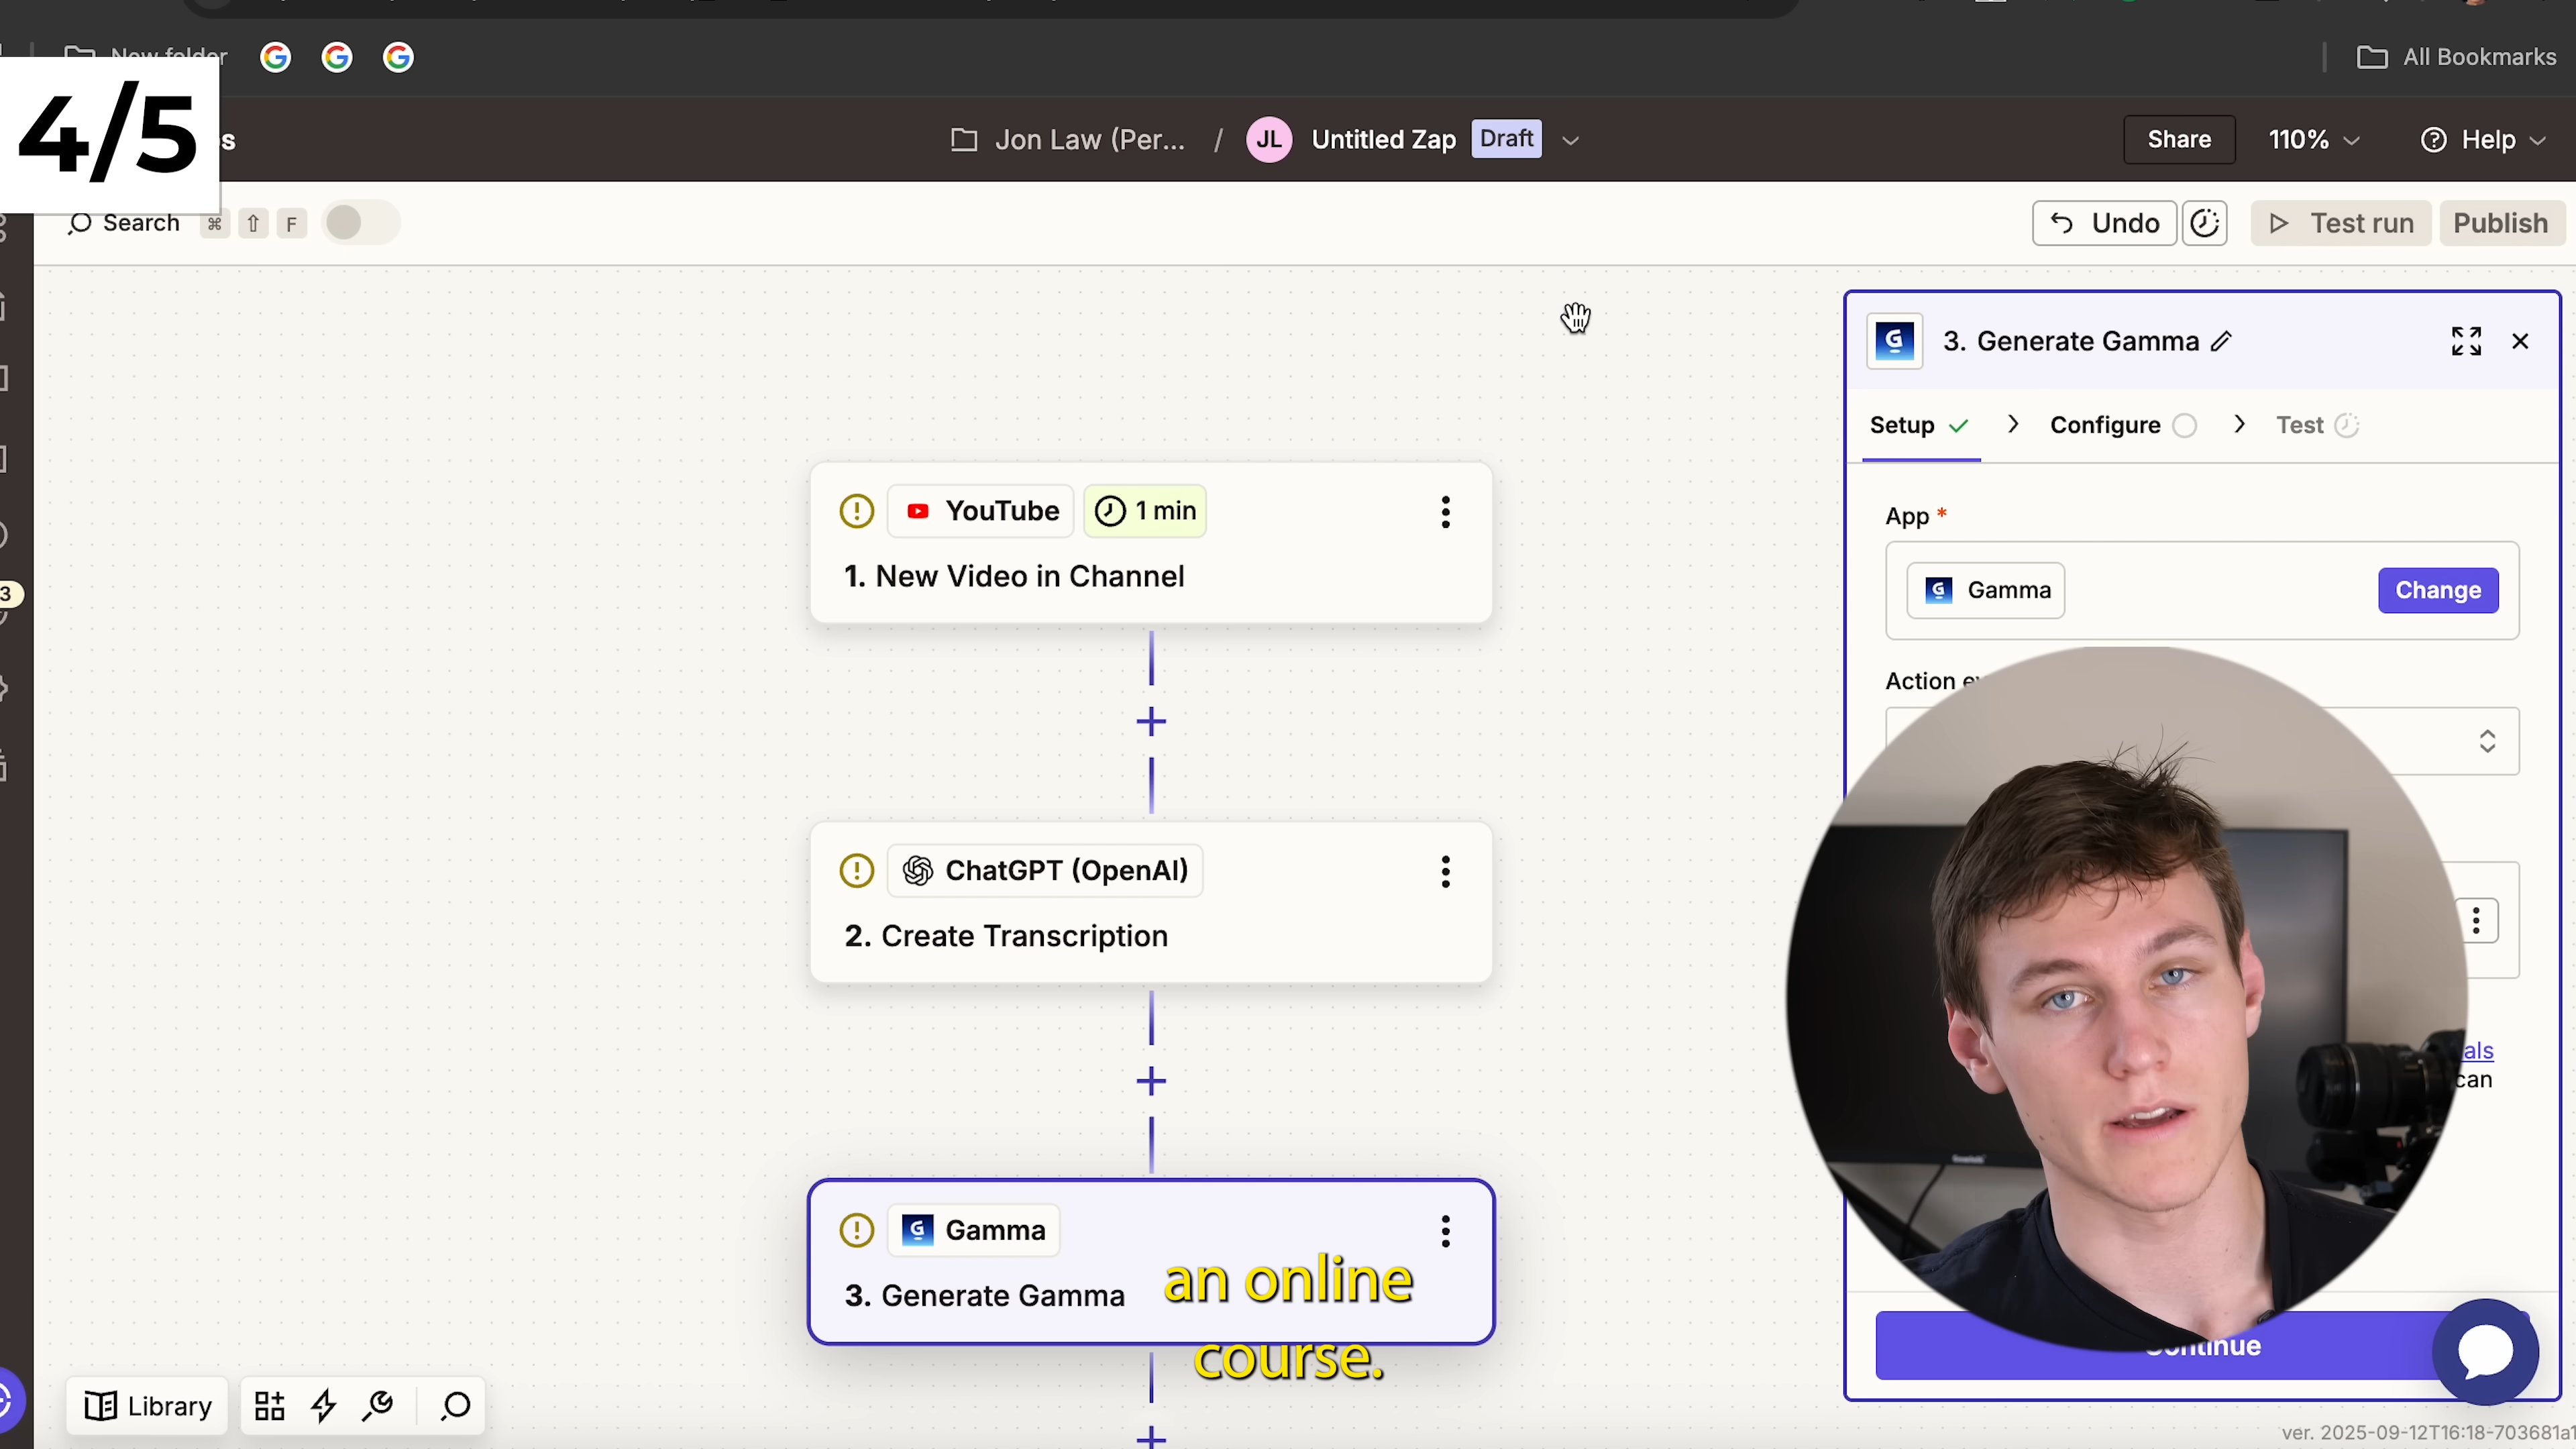 New folder
All Bookmarks
4/5
s
Jon Law (Per... / JL Untitled Zap Draft
Share
110%
Help
Search ⌘ ⇧ F
Undo
Test run
Publish
3. Generate Gamma
Setup
Configure
Test
App *
Gamma
Change
Action
YouTube
1 min
1. New Video in Channel
ChatGPT (OpenAI)
2. Create Transcription
Gamma
3. Generate Gamma
an online
course.
als
can
Continue
3
Library
ver. 2025-09-12T16:18-703681a